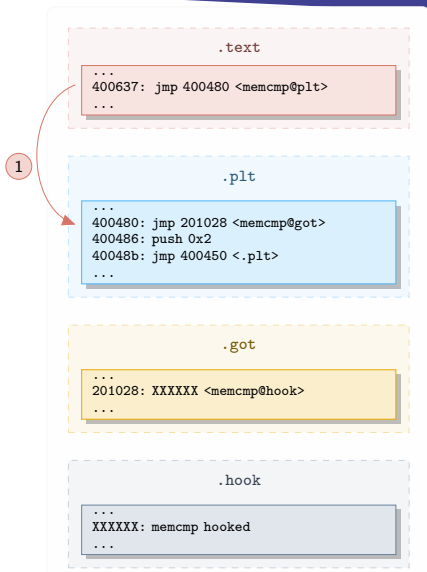 .text
...
400637: jmp 400480 <memcmp@plt>
...
1
.plt
...
400480: jmp 201028 <memcmp@got>
400486: push 0x2
40048b: jmp 400450 <.plt>
...
.got
...
201028: XXXXXX <memcmp@hook>
...
.hook
...
XXXXXX: memcmp hooked
...